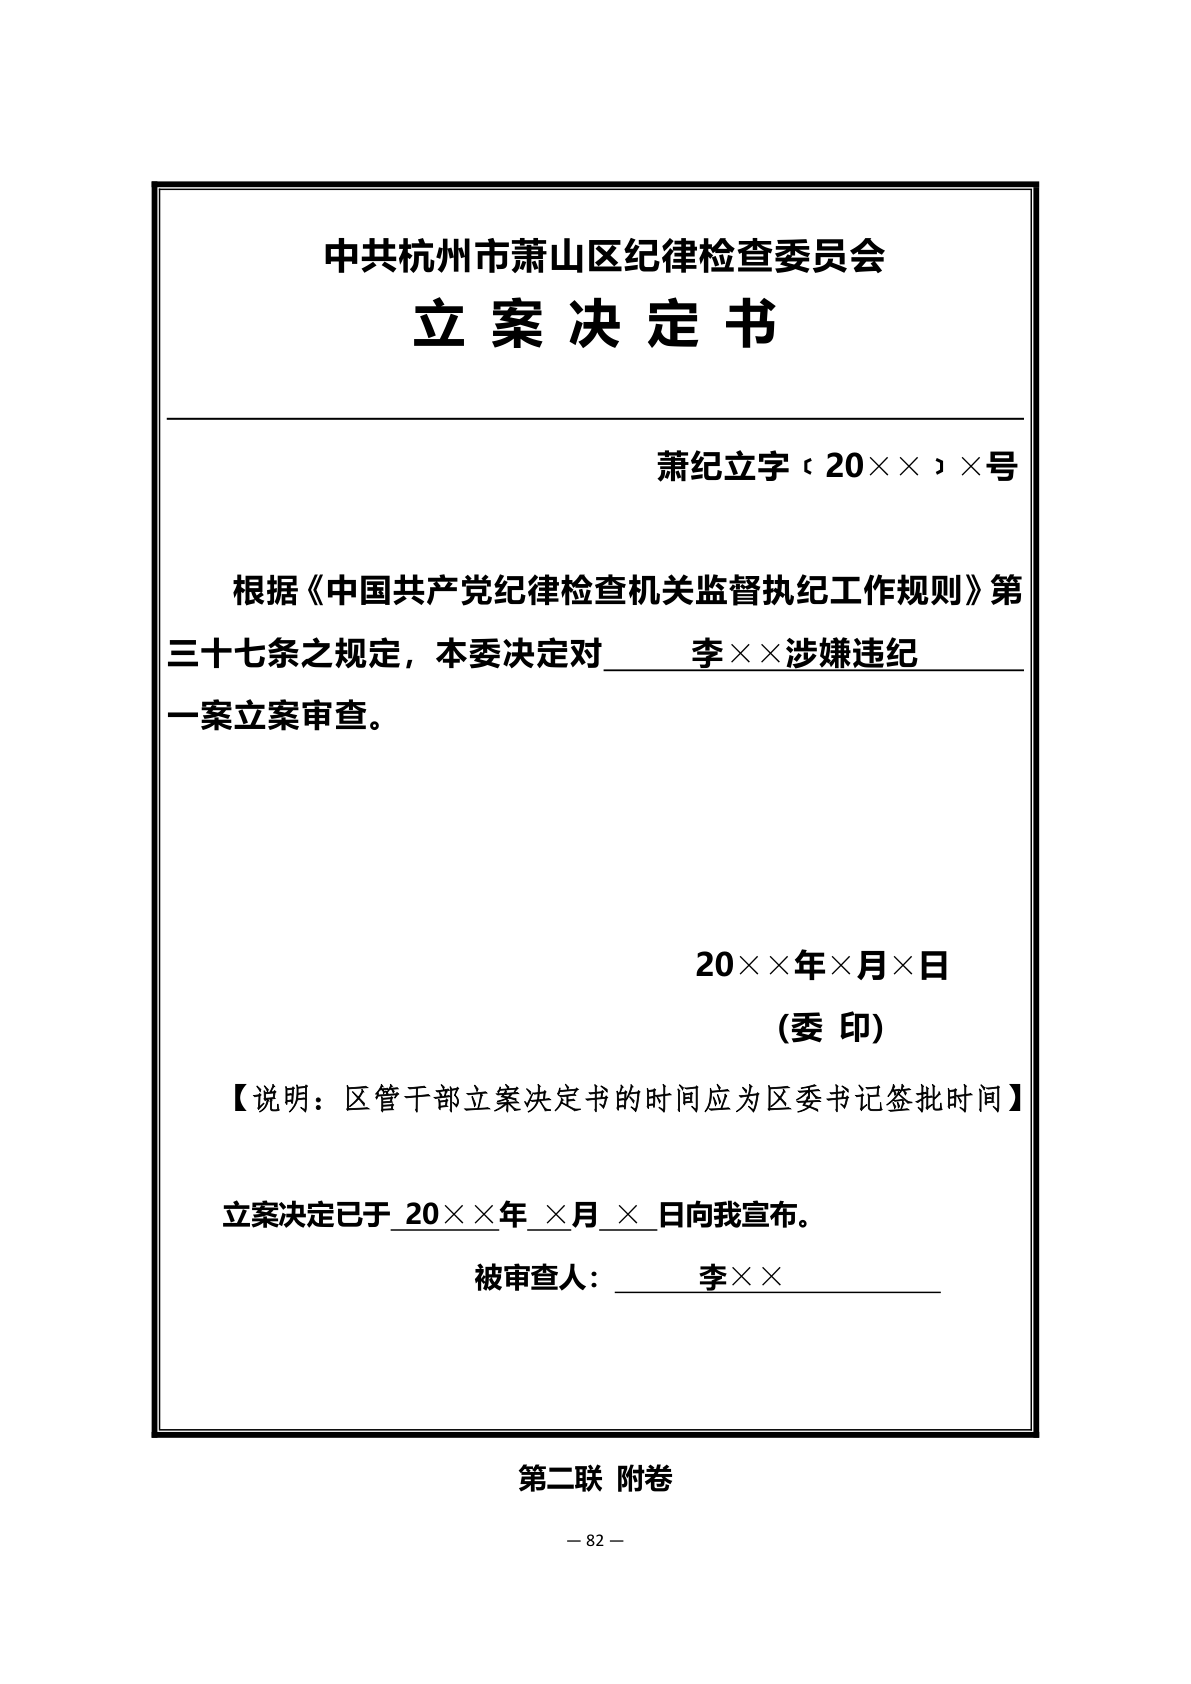 中共杭州市萧山区纪律检查委员会
立 案 决 定 书
萧纪立字﹝20××﹞×号
根据《中国共产党纪律检查机关监督执纪工作规则》第
三十七条之规定，本委决定对 李××涉嫌违纪
一案立案审查。
20××年×月×日
(委 印)
【说明：区管干部立案决定书的时间应为区委书记签批时间】
立案决定已于 20××年 ×月 × 日向我宣布。
被审查人： 李××
第二联 附卷
— 82 —